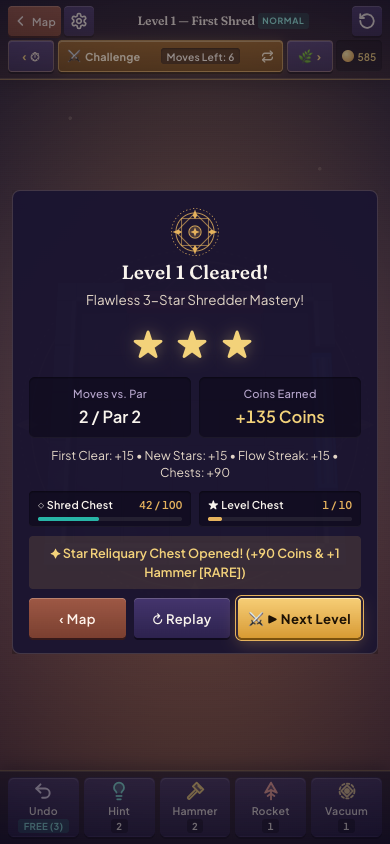 Map
Level 1 — First Shred NORMAL
Challenge
Moves Left: 6
585
Level 1 Cleared!
Flawless 3-Star Shredder Mastery!
Moves vs. Par
2 / Par 2
Coins Earned
+135 Coins
First Clear: +15 • New Stars: +15 • Flow Streak: +15 •
Chests: +90
Shred Chest 42 / 100
Level Chest 1 / 10
Star Reliquary Chest Opened! (+90 Coins & +1
Hammer [RARE])
‹ Map
↻ Replay
⚔️ ▶ Next Level
Undo
FREE (3)
Hint
2
Hammer
2
Rocket
1
Vacuum
1